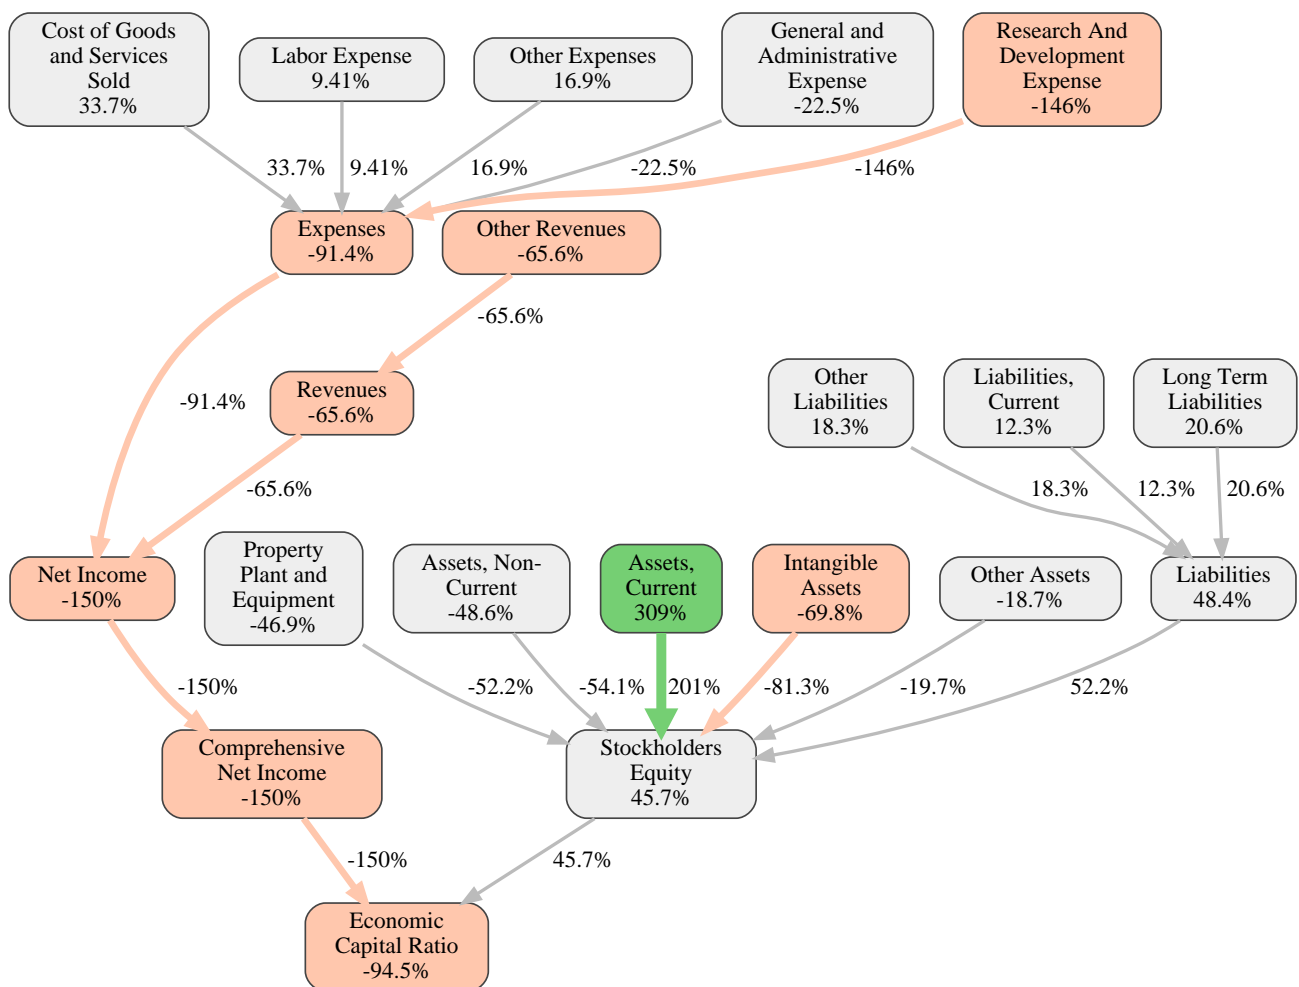 Cost of Goods
and Services
Sold
33.7%
Labor Expense
9.41%
Other Expenses
16.9%
General and
Administrative
Expense
-22.5%
Research And
Development
Expense
-146%
33.7%
9.41%
16.9%
-22.5%
-146%
Expenses
-91.4%
Other Revenues
-65.6%
-65.6%
-91.4%
Revenues
-65.6%
Other
Liabilities
18.3%
Liabilities,
Current
12.3%
Long Term
Liabilities
20.6%
-65.6%
18.3%
12.3%
20.6%
Net Income
-150%
Property
Plant and
Equipment
-46.9%
Assets, Non-
Current
-48.6%
Assets,
Current
309%
Intangible
Assets
-69.8%
Other Assets
-18.7%
Liabilities
48.4%
-150%
-52.2%
-54.1%
201%
-81.3%
-19.7%
52.2%
Comprehensive
Net Income
-150%
Stockholders
Equity
45.7%
-150%
45.7%
Economic
Capital Ratio
-94.5%